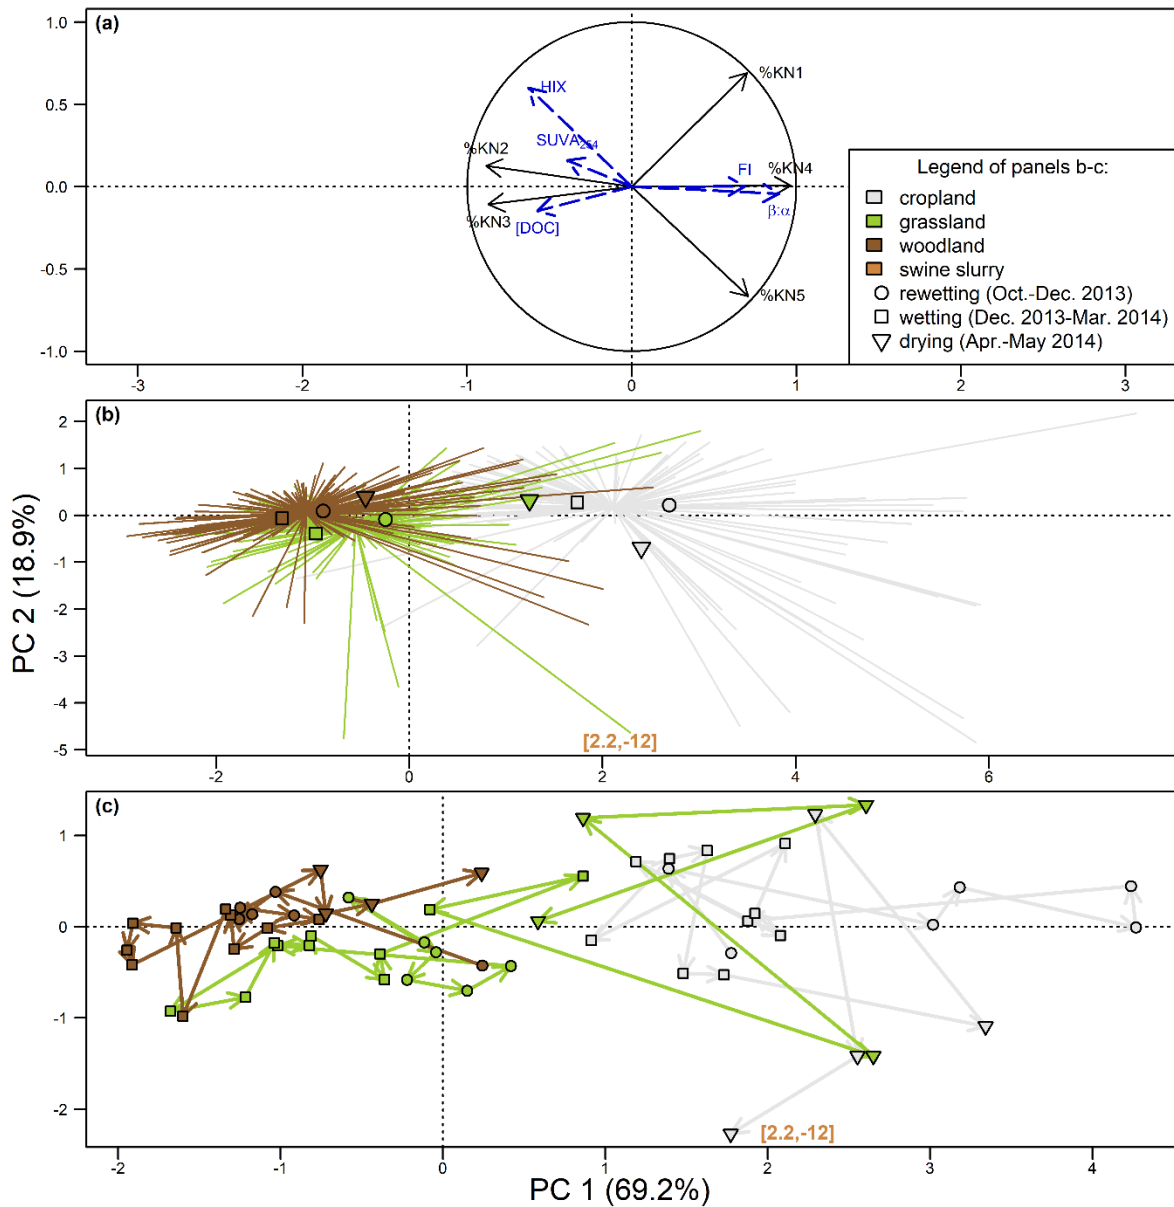 (a)
1.0
0.5
0.0
-0.5
-1.0
HIX
SUVA254
%KN1
%KN2
%KN3
[DOC]
FI
%KN4
β:α
%KN5
Legend of panels b-c:
cropland
grassland
woodland
swine slurry
rewetting (Oct.-Dec. 2013)
wetting (Dec. 2013-Mar. 2014)
drying (Apr.-May 2014)
-3 -2 -1 0 1 2 3
(b)
2
1
0
-1
-2
-3
-4
-5
PC 2 (18.9%)
[2.2,-12]
-2 0 2 4 6
(c)
1
0
-1
-2
[2.2,-12]
-2 -1 0 1 2 3 4
PC 1 (69.2%)